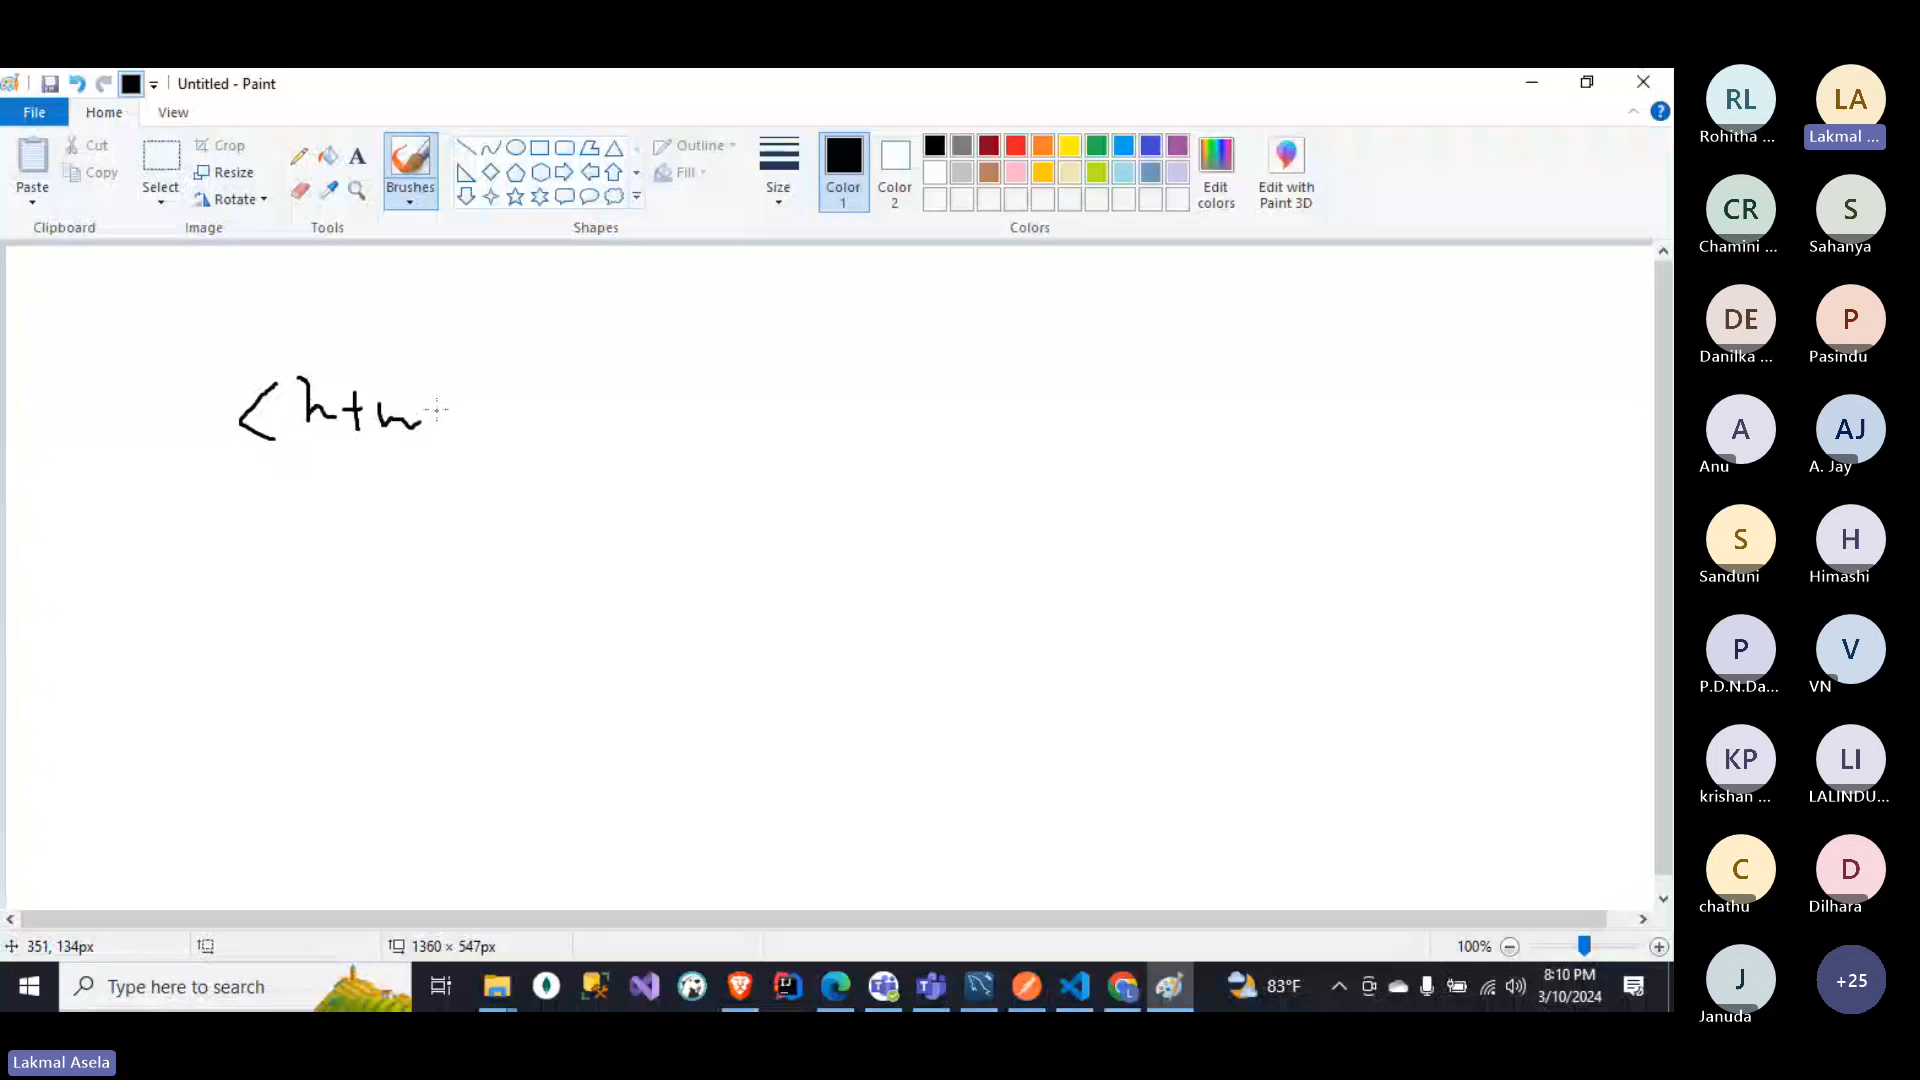 Untitled - Paint
File Home View
Paste
Cut
Copy
Clipboard
Select
Crop
Resize
Rotate
Image
A
Tools
Brushes
Outline
Fill
Shapes
Size
Color
1
Color
2
Edit
colors
Edit with
Paint 3D
Colors
<htm
351, 134px
1360 × 547px
100%
Type here to search
83°F
8:10 PM
3/10/2024
RL
Rohitha ...
LA
Lakmal ...
CR
Chamini ...
S
Sahanya
DE
Danilka ...
P
Pasindu
A
Anu
AJ
A. Jay
S
Sanduni
H
Himashi
P
P.D.N.Da...
V
VN
KP
krishan ...
LI
LALINDU...
C
chathu
D
Dilhara
J
Januda
+25
Lakmal Asela